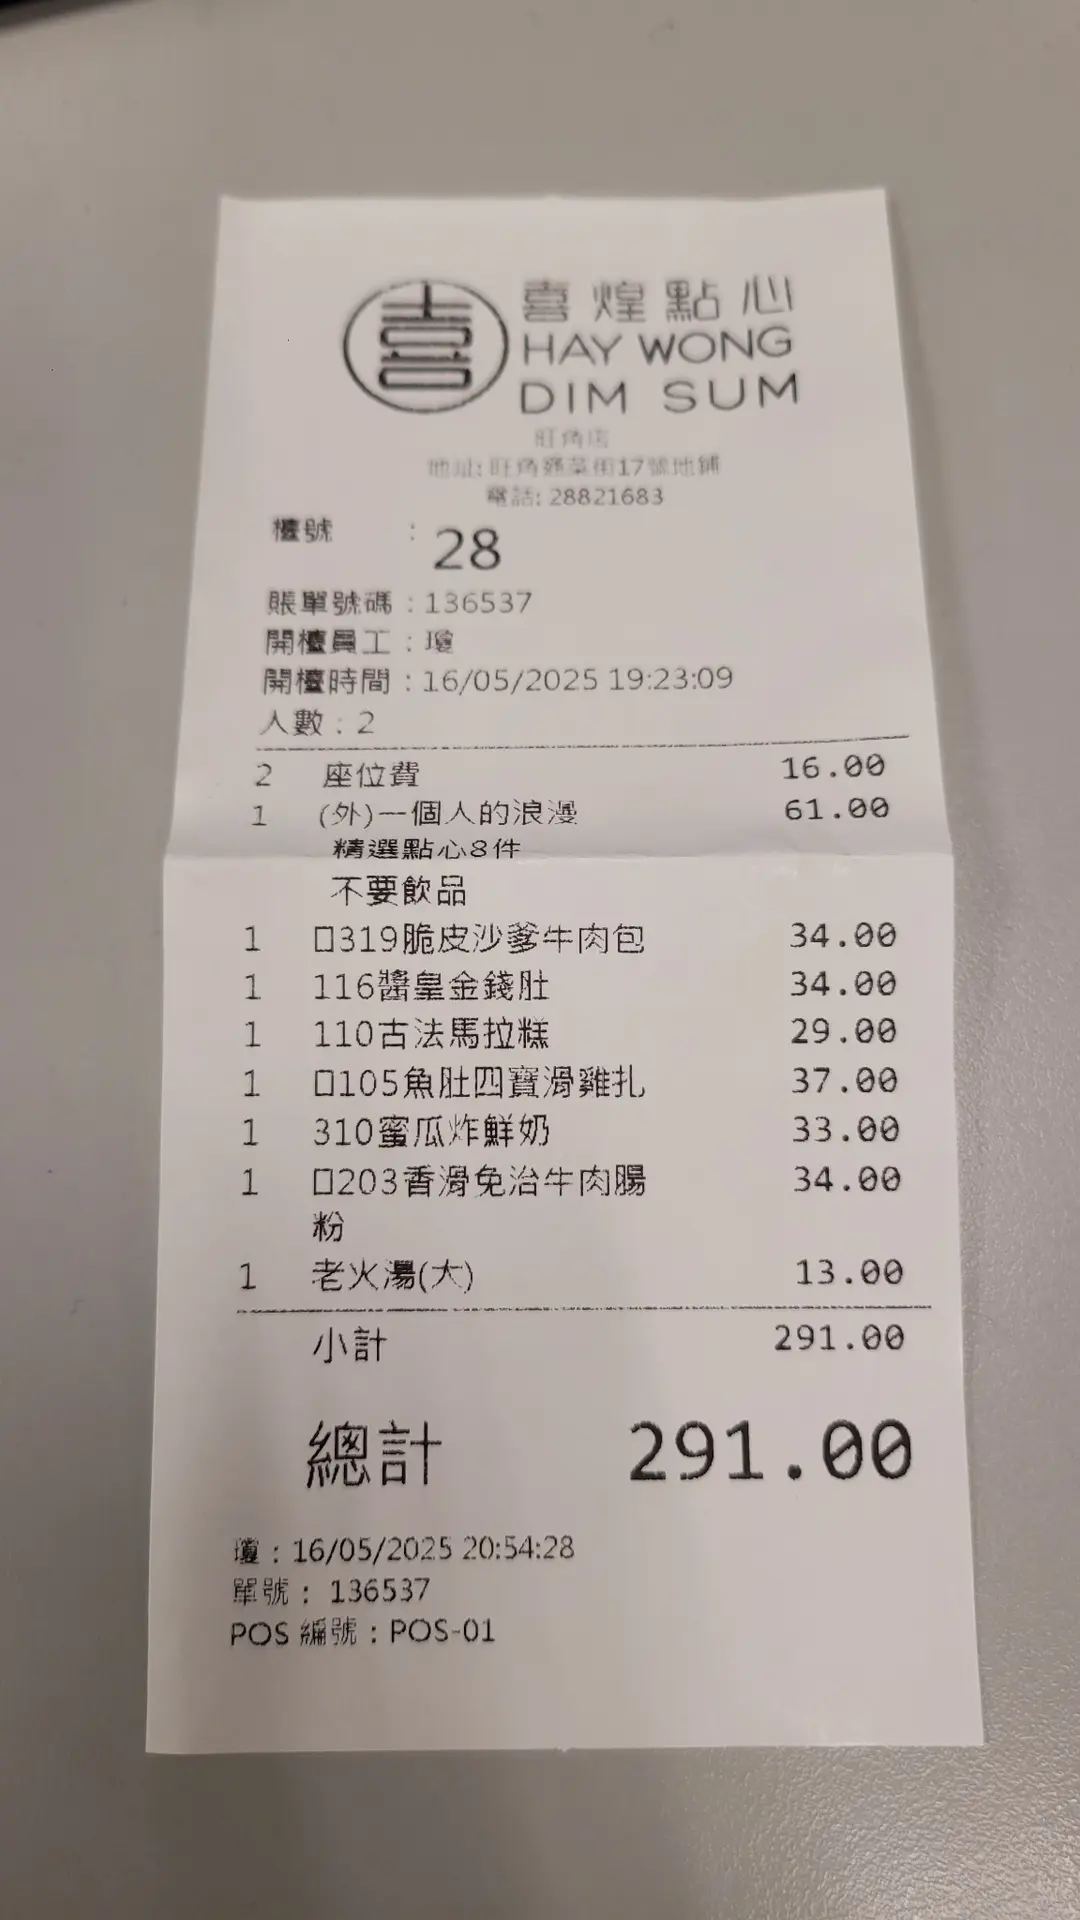 喜
喜煌點心
HAY WONG
DIM SUM
旺角店
地址: 旺角通菜街17號地鋪
電話: 28821683
檯號 : 28
賬單號碼 : 136537
開檯員工 : 瓊
開檯時間 : 16/05/2025 19:23:09
人數 : 2
2 座位費 16.00
1 (外)一個人的浪漫 61.00
精選點心8件
不要飲品
1 口319脆皮沙爹牛肉包 34.00
1 116醬皇金錢肚 34.00
1 110古法馬拉糕 29.00
1 口105魚肚四寶滑雞扎 37.00
1 310蜜瓜炸鮮奶 33.00
1 口203香滑免治牛肉腸 34.00
粉
1 老火湯(大) 13.00
小計 291.00
總計 291.00
瓊 : 16/05/2025 20:54:28
單號 : 136537
POS 編號 : POS-01